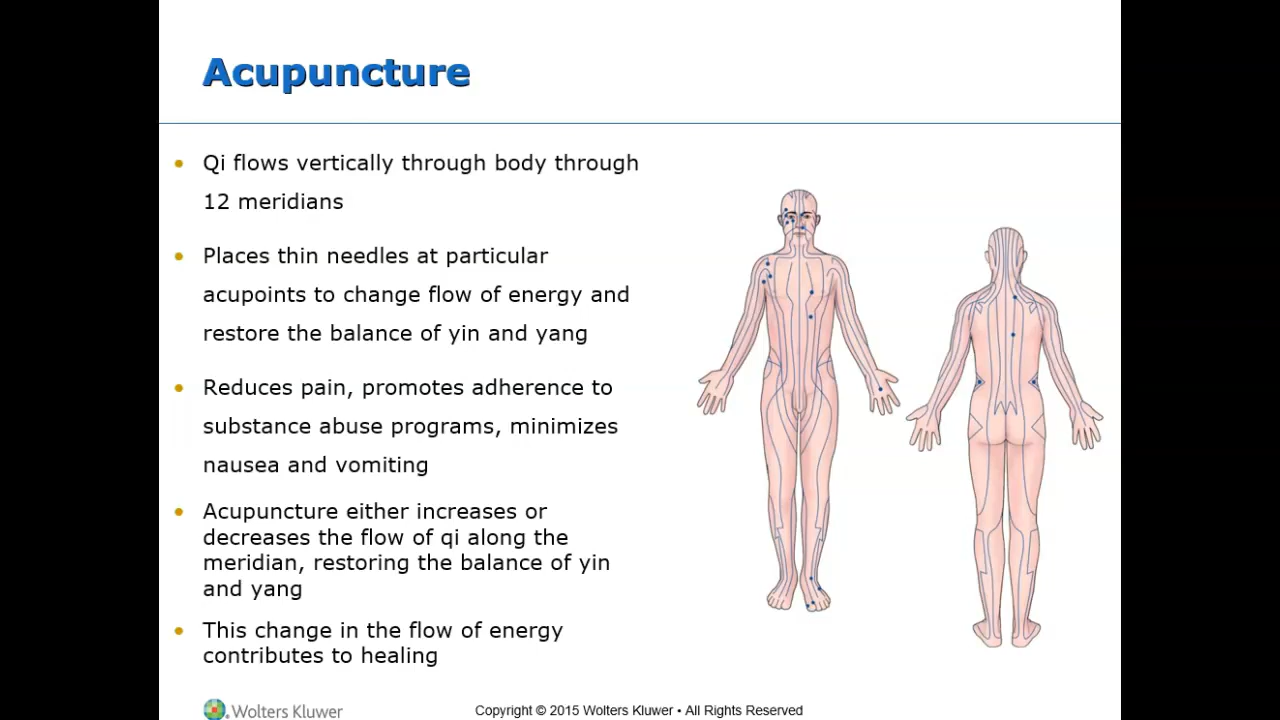 Acupuncture
Qi flows vertically through body through
12 meridians
Places thin needles at particular
acupoints to change flow of energy and
restore the balance of yin and yang
Reduces pain, promotes adherence to
substance abuse programs, minimizes
nausea and vomiting
Acupuncture either increases or
decreases the flow of qi along the
meridian, restoring the balance of yin
and yang
This change in the flow of energy
contributes to healing
Wolters Kluwer
Copyright © 2015 Wolters Kluwer • All Rights Reserved